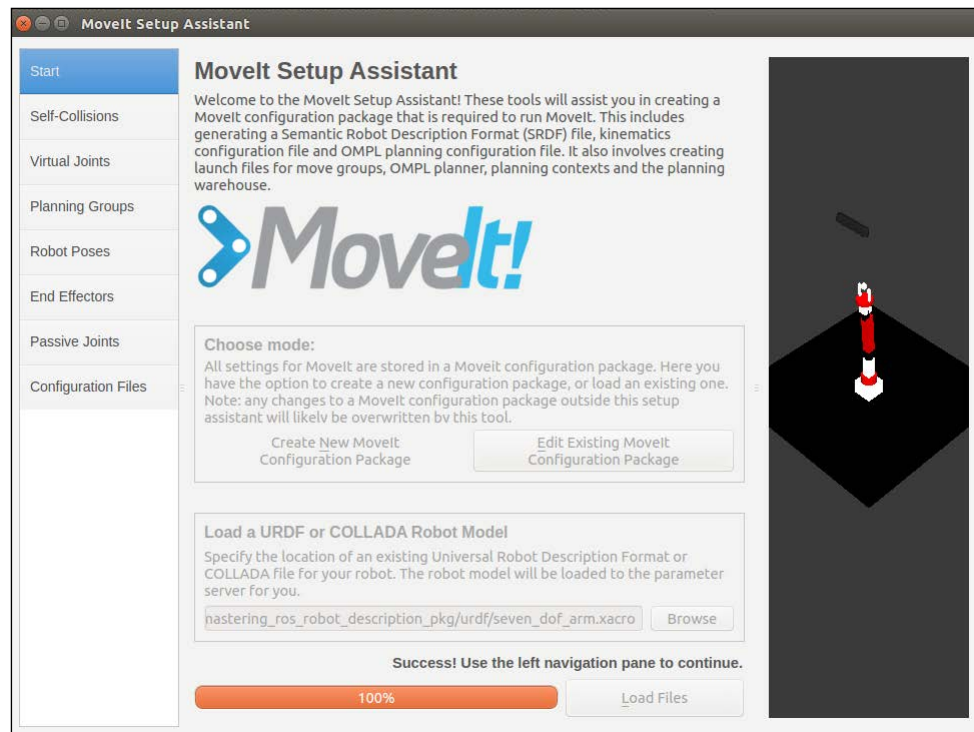 MoveIt Setup Assistant
Start
Self-Collisions
Virtual Joints
Planning Groups
Robot Poses
End Effectors
Passive Joints
Configuration Files
MoveIt Setup Assistant
Welcome to the MoveIt Setup Assistant! These tools will assist you in creating a
MoveIt configuration package that is required to run MoveIt. This includes
generating a Semantic Robot Description Format (SRDF) file, kinematics
configuration file and OMPL planning configuration file. It also involves creating
launch files for move groups, OMPL planner, planning contexts and the planning
warehouse.
MoveIt!
Choose mode:
All settings for MoveIt are stored in a Moveit configuration package. Here you
have the option to create a new configuration package, or load an existing one.
Note: any changes to a MoveIt configuration package outside this setup
assistant will likely be overwritten by this tool.
Create New MoveIt
Configuration Package
Edit Existing MoveIt
Configuration Package
Load a URDF or COLLADA Robot Model
Specify the location of an existing Universal Robot Description Format or
COLLADA file for your robot. The robot model will be loaded to the parameter
server for you.
nastering_ros_robot_description_pkg/urdf/seven_dof_arm.xacro
Browse
Success! Use the left navigation pane to continue.
100%
Load Files